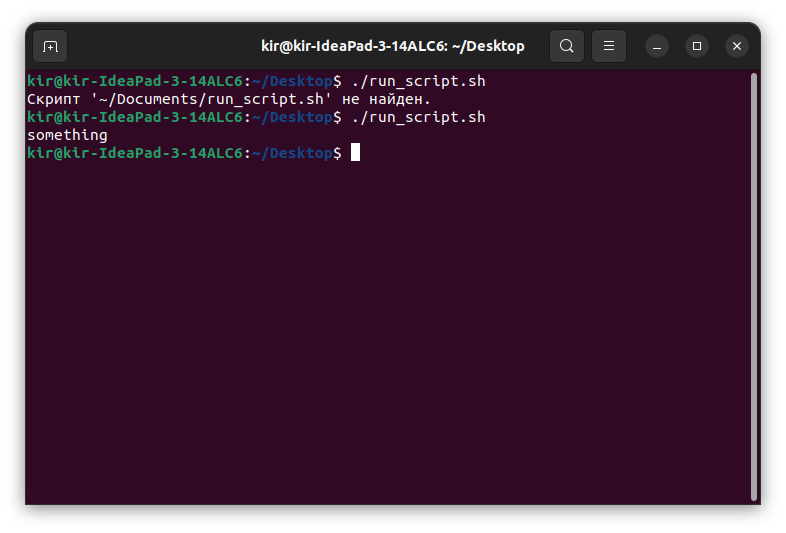 kir@kir-IdeaPad-3-14ALC6: ~/Desktop
kir@kir-IdeaPad-3-14ALC6:~/Desktop$ ./run_script.sh
Скрипт '~/Documents/run_script.sh' не найден.
kir@kir-IdeaPad-3-14ALC6:~/Desktop$ ./run_script.sh
something
kir@kir-IdeaPad-3-14ALC6:~/Desktop$